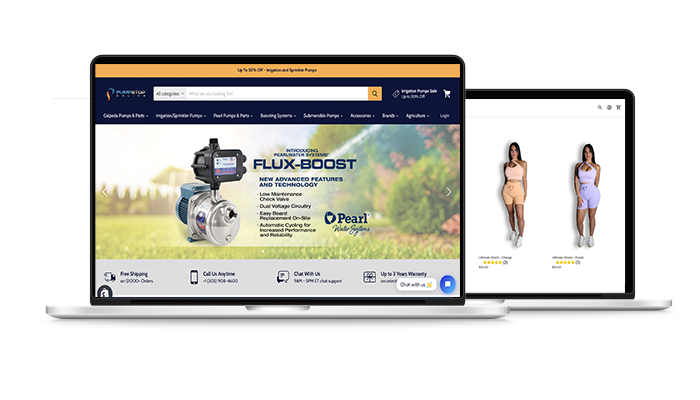 Up To 50% Off - Irrigation and Sprinkler Pumps
PUMPSTOP
ONLINE
All categories
What are you looking for?
Irrigation Pumps Sale
Up to 50% Off
Calpeda Pumps & Parts
Irrigation/Sprinkler Pumps
Pearl Pumps & Parts
Boosting Systems
Submersible Pumps
Accessories
Brands
Agriculture
Login
INTRODUCING
PEARLWATER SYSTEMS'
FLUX-BOOST
NEW ADVANCED FEATURES
AND TECHNOLOGY
- Low Maintenance
Check Valve
- Dual Voltage Circuitry
- Easy Board
Replacement On-Site
- Automatic Cycling for
Increased Performance
and Reliability
Pearl
Water Systems
Free Shipping
on $1000+ Orders
Call Us Anytime
+1 (305) 908-4600
Chat With Us
9AM - 5PM ET chat support
Up to 3 Years Warranty
on select
Chat with us
Ultimate Shorts - Orange
(2)
$34.00
Ultimate Shorts - Purple
(1)
$34.00